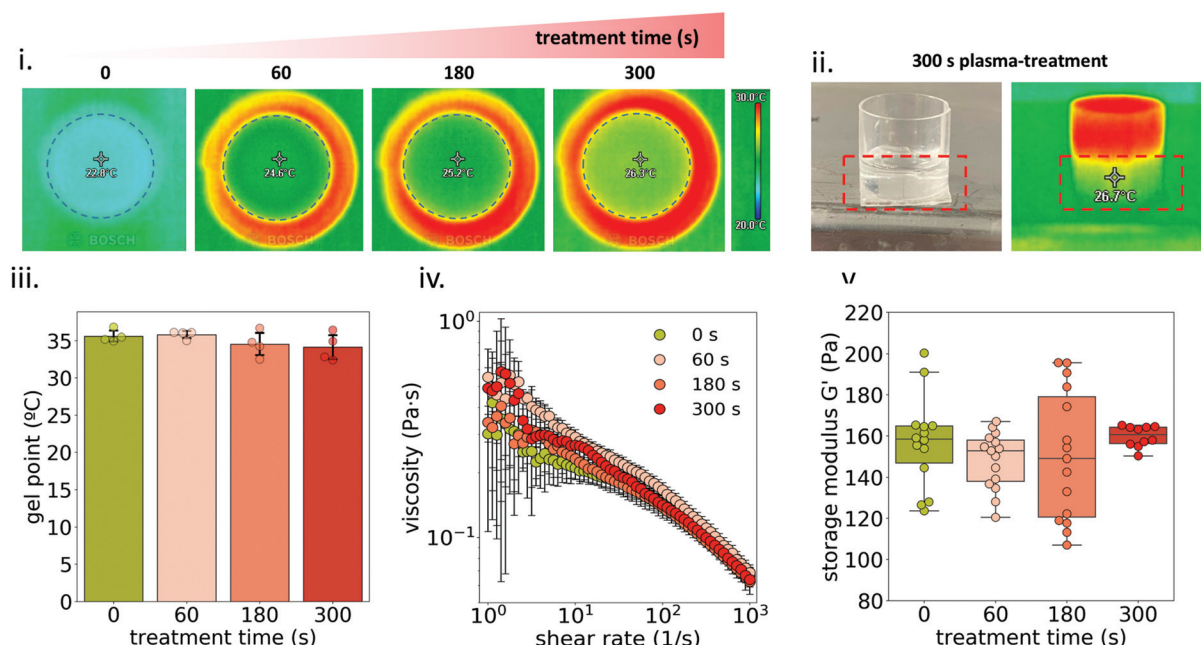 treatment time (s)
i.
0
60
180
300
22.8°C
24.6°C
25.2°C
26.3°C
30.0°C
20.0°C
BOSCH
BOSCH
BOSCH
BOSCH
ii.
300 s plasma-treatment
26.7°C
iii.
gel point (ºC)
35
30
25
20
15
10
5
0
0
60
180
300
treatment time (s)
iv.
viscosity (Pa·s)
10⁰
10⁻¹
0 s
60 s
180 s
300 s
10⁰
10¹
10²
10³
shear rate (1/s)
v.
storage modulus G' (Pa)
220
200
180
160
140
120
100
80
0
60
180
300
treatment time (s)